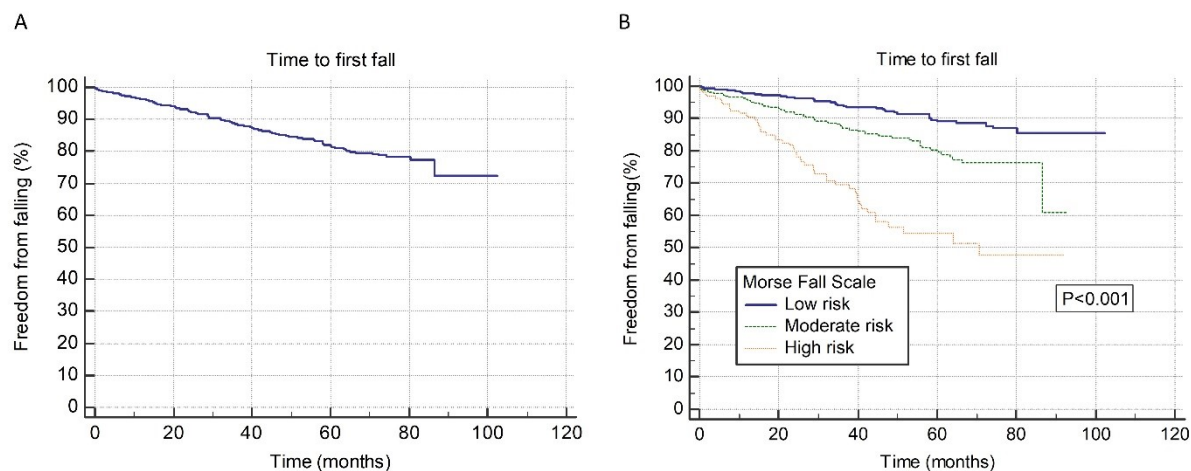 A
Time to first fall
Freedom from falling (%)
100
90
80
70
60
50
40
30
20
10
0
0 20 40 60 80 100 120
Time (months)
B
Time to first fall
Freedom from falling(%)
100
90
80
70
60
50
40
30
20
10
0
Morse Fall Scale
Low risk
Moderate risk
High risk
P<0.001
0 20 40 60 80 100 120
Time (months)